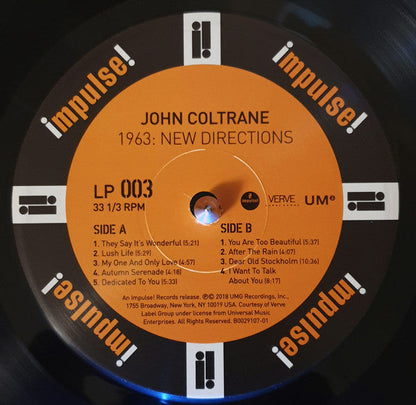 impulse!
impulse!
impulse!
impulse!
JOHN COLTRANE
1963: NEW DIRECTIONS
LP 003
33 1/3 RPM
impulse!
VERVE
UMe
SIDE A
1. They Say It's Wonderful (5:21)
2. Lush Life (5:29)
3. My One And Only Love (4:57)
4. Autumn Serenade (4:18)
5. Dedicated To You (5:33)
SIDE B
1. You Are Too Beautiful (5:37)
2. After The Rain (4:07)
3. Dear Old Stockholm (10:36)
4. I Want To Talk
About You (8:17)
An Impulse! Records release. ℗© 2018 UMG Recordings, Inc.,
1755 Broadway, New York, NY 10019 USA. Courtesy of Verve
Label Group under license from Universal Music
Enterprises. All Rights Reserved. B0029107-01